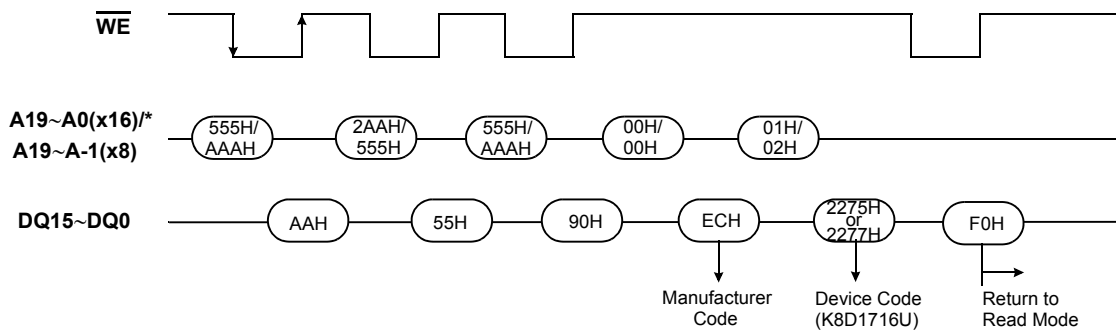 WE
A19~A0(x16)/*
A19~A-1(x8)
555H/
AAAH
2AAH/
555H
555H/
AAAH
00H/
00H
01H/
02H
DQ15~DQ0
AAH
55H
90H
ECH
2275H
or
2277H
F0H
Manufacturer
Code
Device Code
(K8D1716U)
Return to
Read Mode